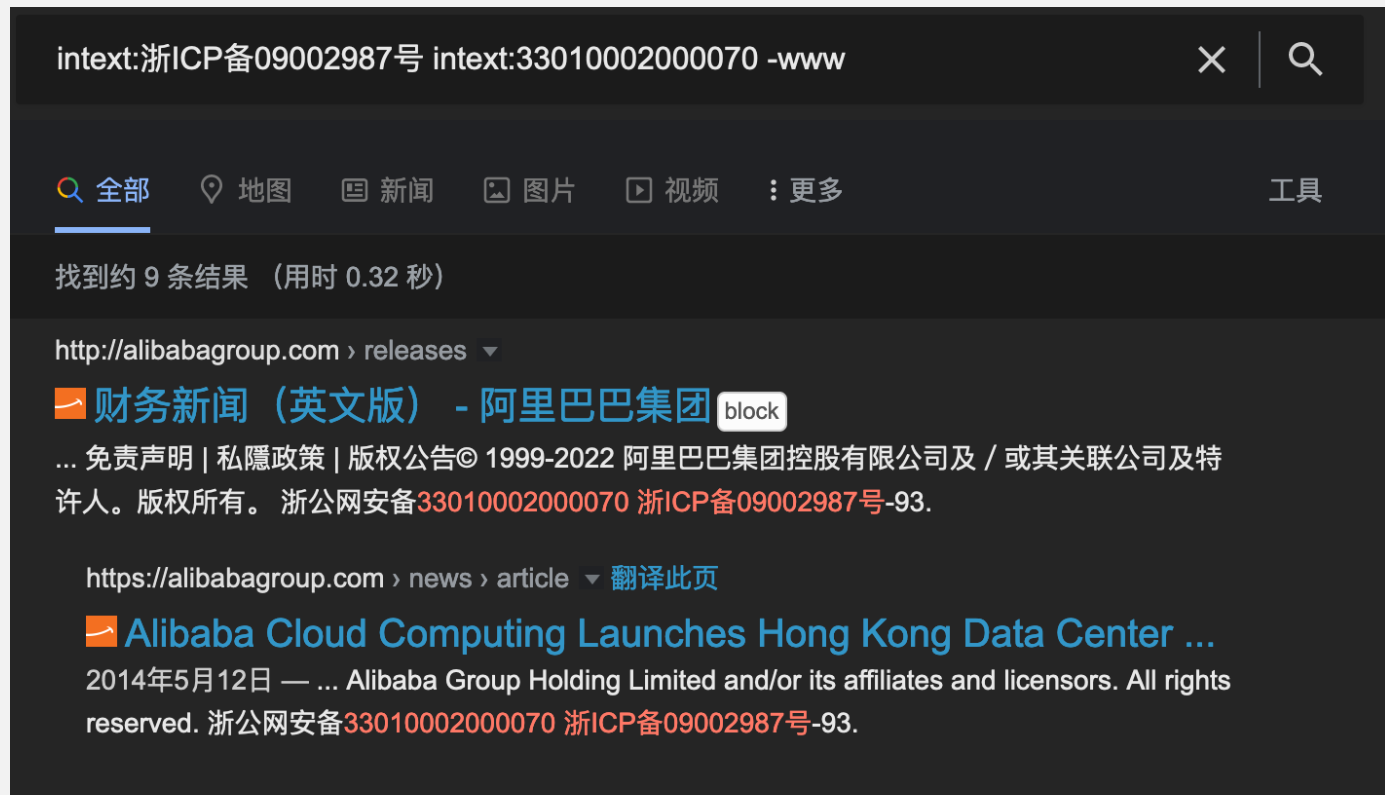 intext:浙ICP备09002987号 intext:33010002000070 -www
全部 地图 新闻 图片 视频 更多 工具
找到约 9 条结果 （用时 0.32 秒）
http://alibabagroup.com › releases
财务新闻（英文版） - 阿里巴巴集团 block
... 免责声明 | 私隱政策 | 版权公告© 1999-2022 阿里巴巴集团控股有限公司及 / 或其关联公司及特
许人。版权所有。 浙公网安备33010002000070 浙ICP备09002987号-93.
https://alibabagroup.com › news › article 翻译此页
Alibaba Cloud Computing Launches Hong Kong Data Center ...
2014年5月12日 — ... Alibaba Group Holding Limited and/or its affiliates and licensors. All rights
reserved. 浙公网安备33010002000070 浙ICP备09002987号-93.